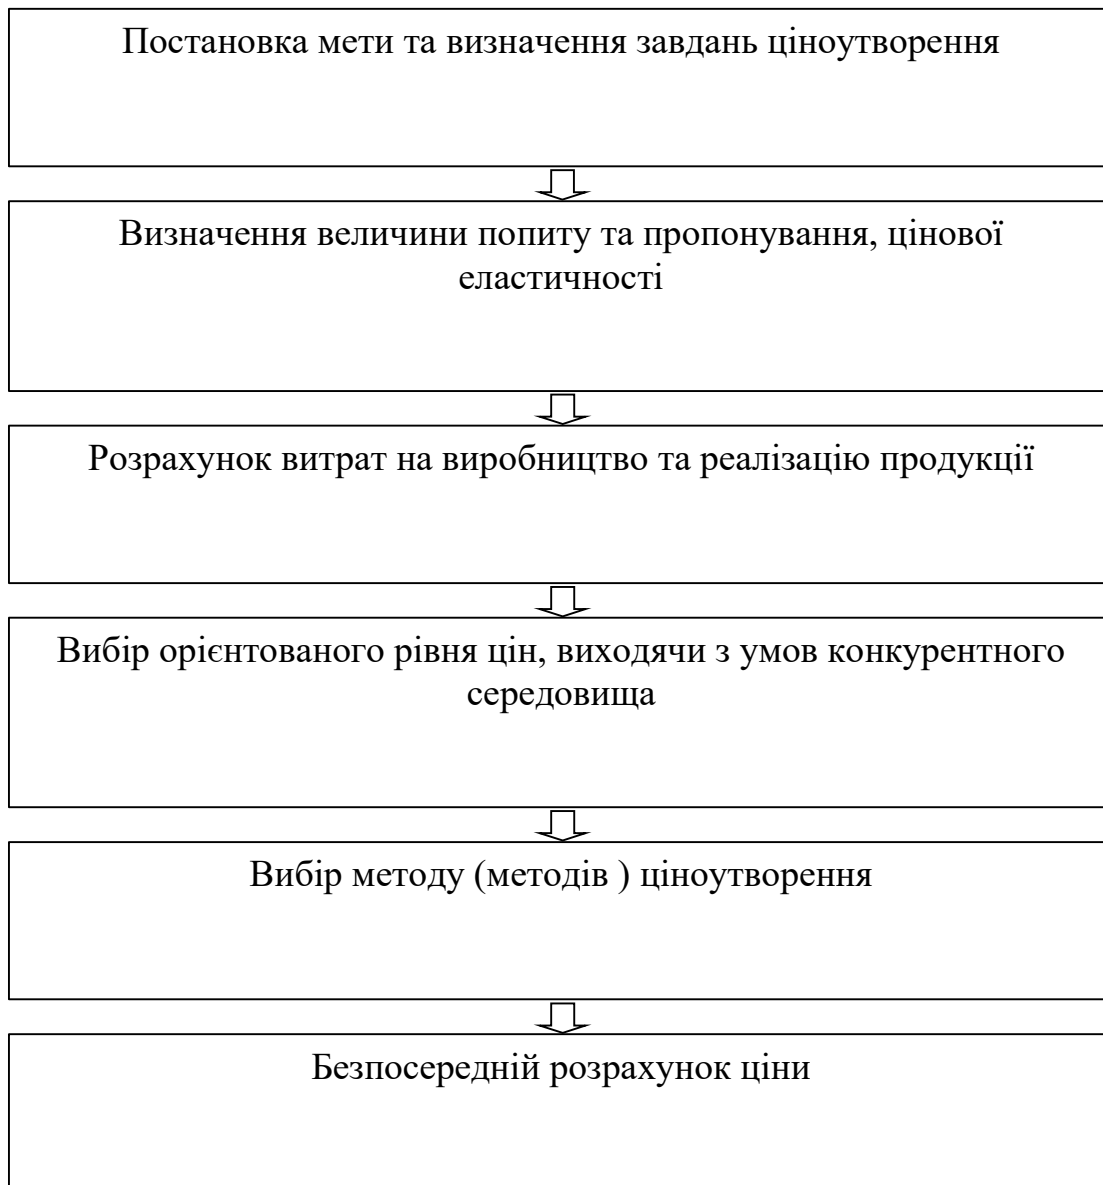 Постановка мети та визначення завдань ціноутворення
Визначення величини попиту та пропонування, цінової
еластичності
Розрахунок витрат на виробництво та реалізацію продукції
Вибір орієнтованого рівня цін, виходячи з умов конкурентного
середовища
Вибір методу (методів ) ціноутворення
Безпосередній розрахунок ціни